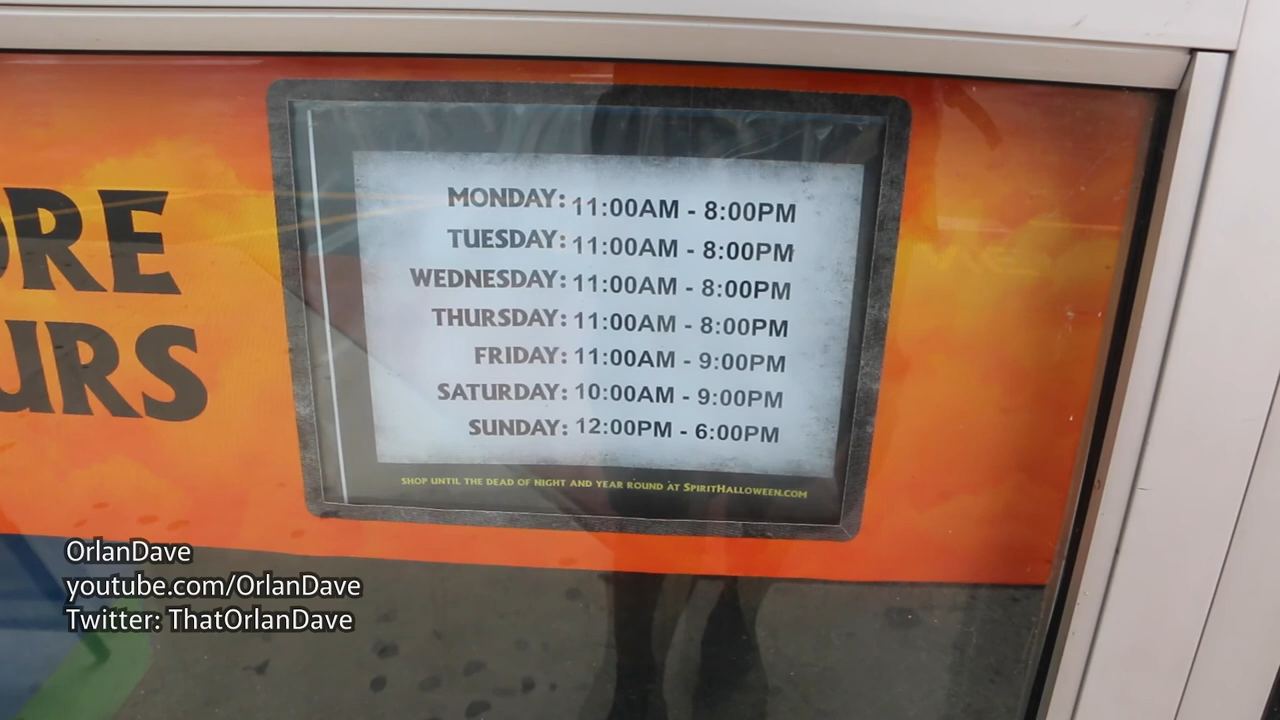 ORE
URS
MONDAY: 11:00AM - 8:00PM
TUESDAY: 11:00AM - 8:00PM
WEDNESDAY: 11:00AM - 8:00PM
THURSDAY: 11:00AM - 8:00PM
FRIDAY: 11:00AM - 9:00PM
SATURDAY: 10:00AM - 9:00PM
SUNDAY: 12:00PM - 6:00PM
SHOP UNTIL THE DEAD OF NIGHT AND YEAR ROUND AT SPIRITHALLOWEEN.COM
OrlanDave
youtube.com/OrlanDave
Twitter: ThatOrlanDave